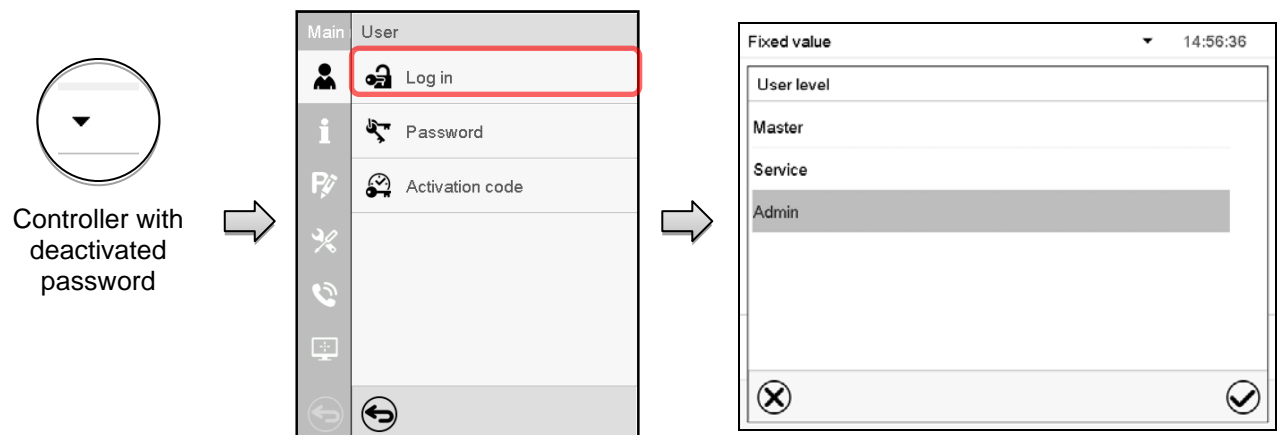 Controller with
deactivated
password
Main
User
Log in
Password
Activation code
Fixed value
14:56:36
User level
Master
Service
Admin